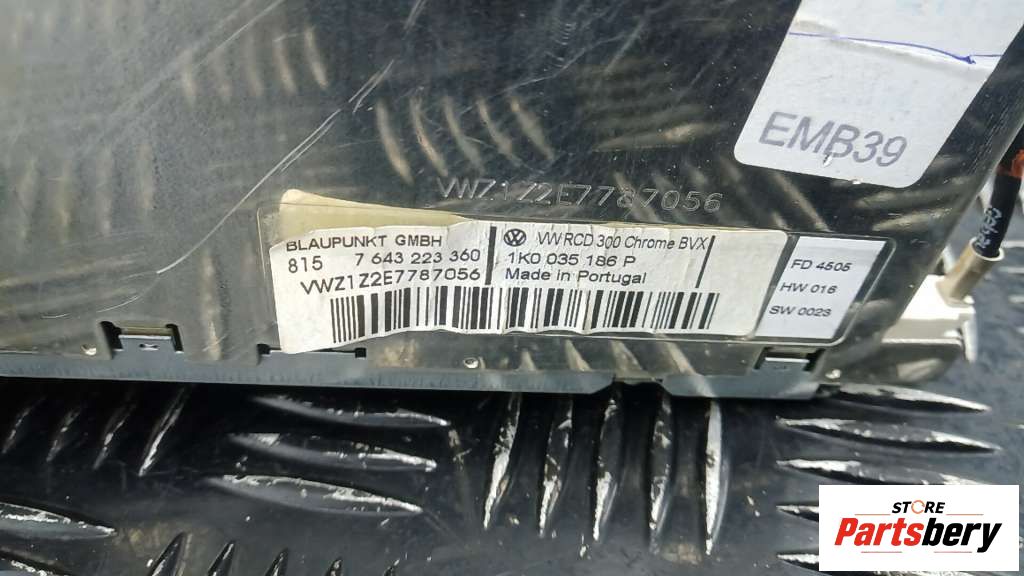 EMB39
VWZ1Z2E7787056
BLAUPUNKT GMBH
815 7 643 223 360
VWZ1Z2E7787056
VW RCD 300 Chrome BVX
1K0 035 186 P
Made in Portugal
FD 4505
HW 016
SW 0023
STORE
Partsbery